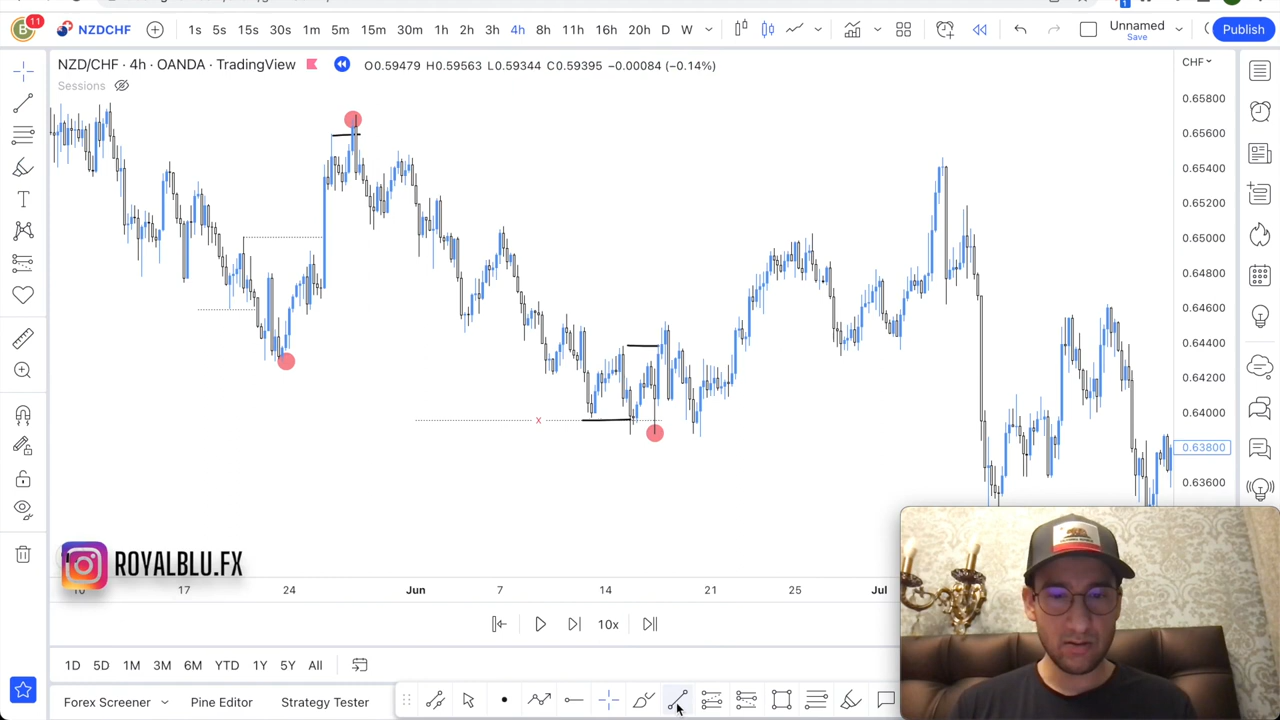 B 11 NZDCHF 1s 5s 15s 30s 1m 5m 15m 30m 1h 2h 3h 4h 8h 11h 16h 20h D W Unnamed Save Publish
NZD/CHF · 4h · OANDA · TradingView O0.59479 H0.59563 L0.59344 C0.59395 −0.00084 (−0.14%)
CHF
Sessions
0.65800
0.65600
0.65400
0.65200
0.65000
0.64800
0.64600
0.64400
0.64200
0.64000
0.63800
0.63600
x
ROYALBLU.FX
17 24 Jun 7 14 21 25 Jul
10x
1D 5D 1M 3M 6M YTD 1Y 5Y All
Forex Screener Pine Editor Strategy Tester